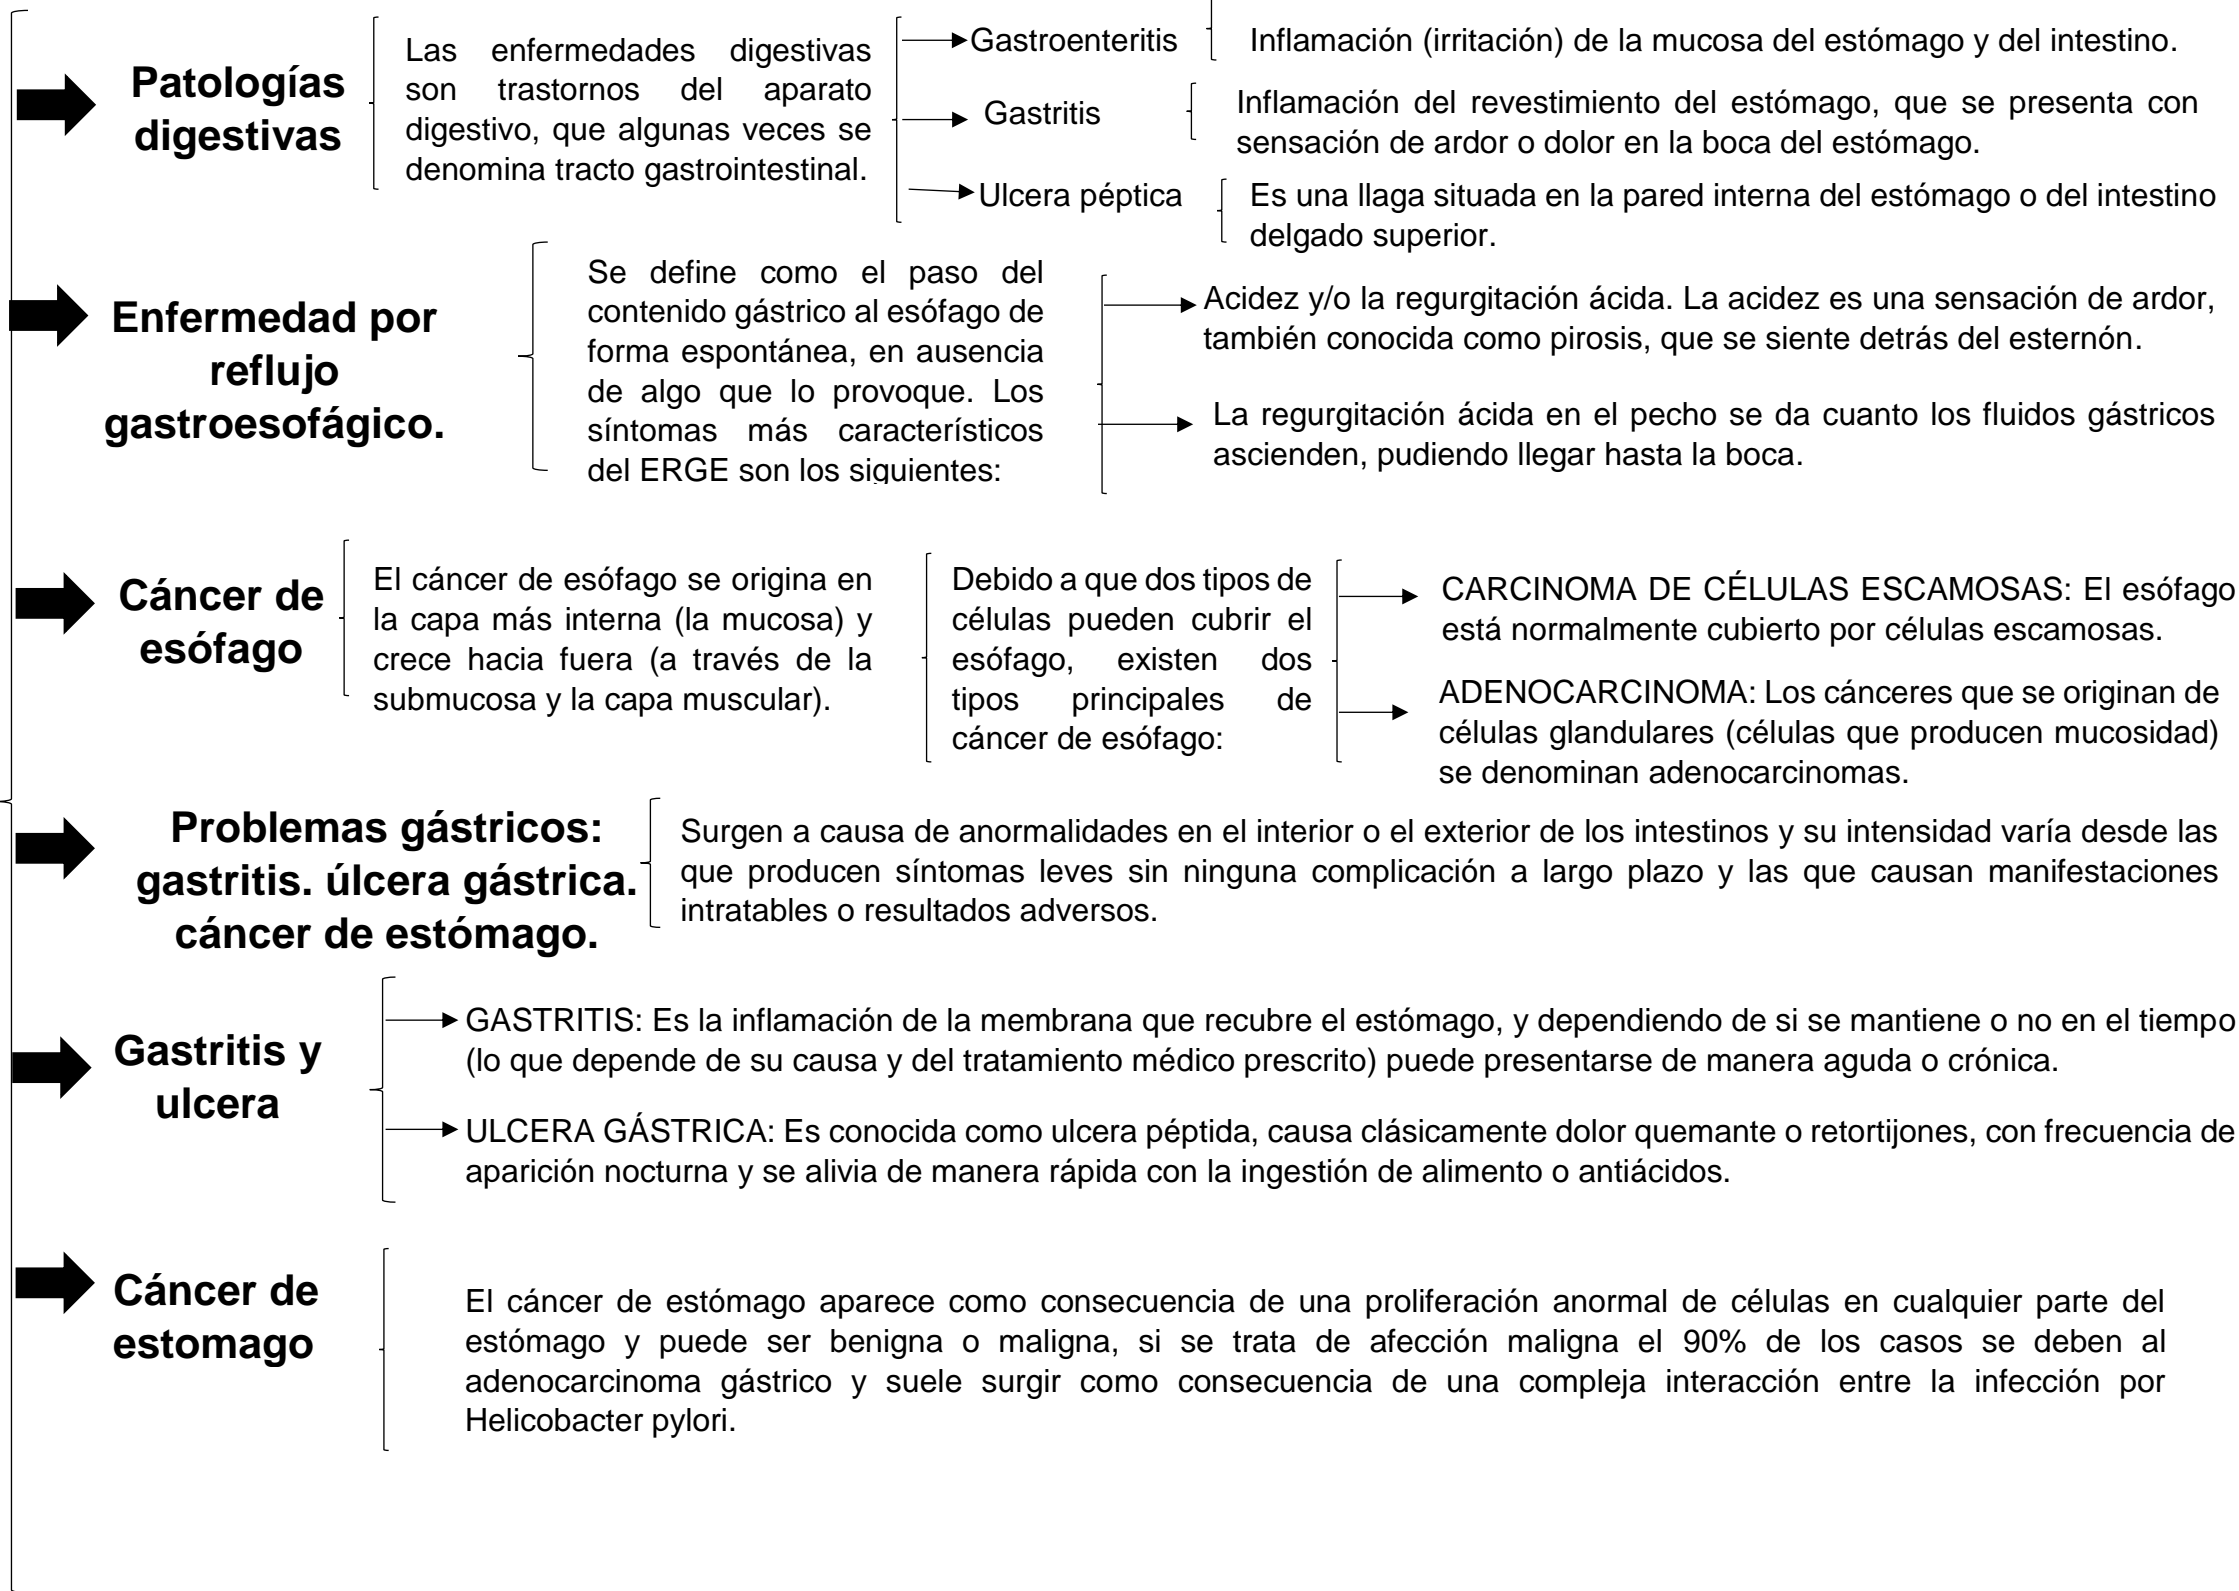 Patologías
digestivas
Las enfermedades digestivas
son trastornos del aparato
digestivo, que algunas veces se
denomina tracto gastrointestinal.
Gastroenteritis
Inflamación (irritación) de la mucosa del estómago y del intestino.
Gastritis
Inflamación del revestimiento del estómago, que se presenta con
sensación de ardor o dolor en la boca del estómago.
Ulcera péptica
Es una llaga situada en la pared interna del estómago o del intestino
delgado superior.
Enfermedad por
reflujo
gastroesofágico.
Se define como el paso del
contenido gástrico al esófago de
forma espontánea, en ausencia
de algo que lo provoque. Los
síntomas más característicos
del ERGE son los siguientes:
Acidez y/o la regurgitación ácida. La acidez es una sensación de ardor,
también conocida como pirosis, que se siente detrás del esternón.
La regurgitación ácida en el pecho se da cuanto los fluidos gástricos
ascienden, pudiendo llegar hasta la boca.
Cáncer de
esófago
El cáncer de esófago se origina en
la capa más interna (la mucosa) y
crece hacia fuera (a través de la
submucosa y la capa muscular).
Debido a que dos tipos de
células pueden cubrir el
esófago, existen dos
tipos principales de
cáncer de esófago:
CARCINOMA DE CÉLULAS ESCAMOSAS: El esófago
está normalmente cubierto por células escamosas.
ADENOCARCINOMA: Los cánceres que se originan de
células glandulares (células que producen mucosidad)
se denominan adenocarcinomas.
Problemas gástricos:
gastritis. úlcera gástrica.
cáncer de estómago.
Surgen a causa de anormalidades en el interior o el exterior de los intestinos y su intensidad varía desde las
que producen síntomas leves sin ninguna complicación a largo plazo y las que causan manifestaciones
intratables o resultados adversos.
Gastritis y
ulcera
GASTRITIS: Es la inflamación de la membrana que recubre el estómago, y dependiendo de si se mantiene o no en el tiempo
(lo que depende de su causa y del tratamiento médico prescrito) puede presentarse de manera aguda o crónica.
ULCERA GÁSTRICA: Es conocida como ulcera péptida, causa clásicamente dolor quemante o retortijones, con frecuencia de
aparición nocturna y se alivia de manera rápida con la ingestión de alimento o antiácidos.
Cáncer de
estomago
El cáncer de estómago aparece como consecuencia de una proliferación anormal de células en cualquier parte del
estómago y puede ser benigna o maligna, si se trata de afección maligna el 90% de los casos se deben al
adenocarcinoma gástrico y suele surgir como consecuencia de una compleja interacción entre la infección por
Helicobacter pylori.